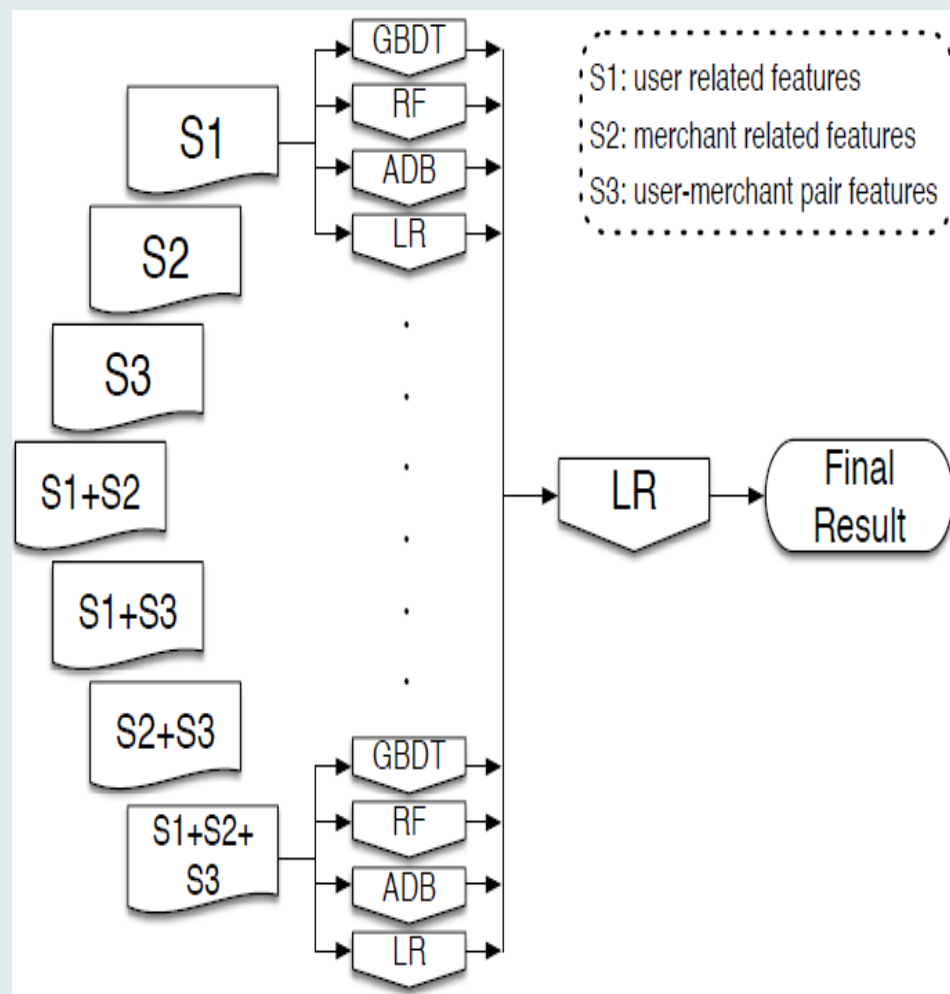 GBDT
RF
ADB
LR
S1
S2
S3
S1+S2
S1+S3
S2+S3
S1+S2+
S3
GBDT
RF
ADB
LR
LR
Final
Result
S1: user related features
S2: merchant related features
S3: user-merchant pair features